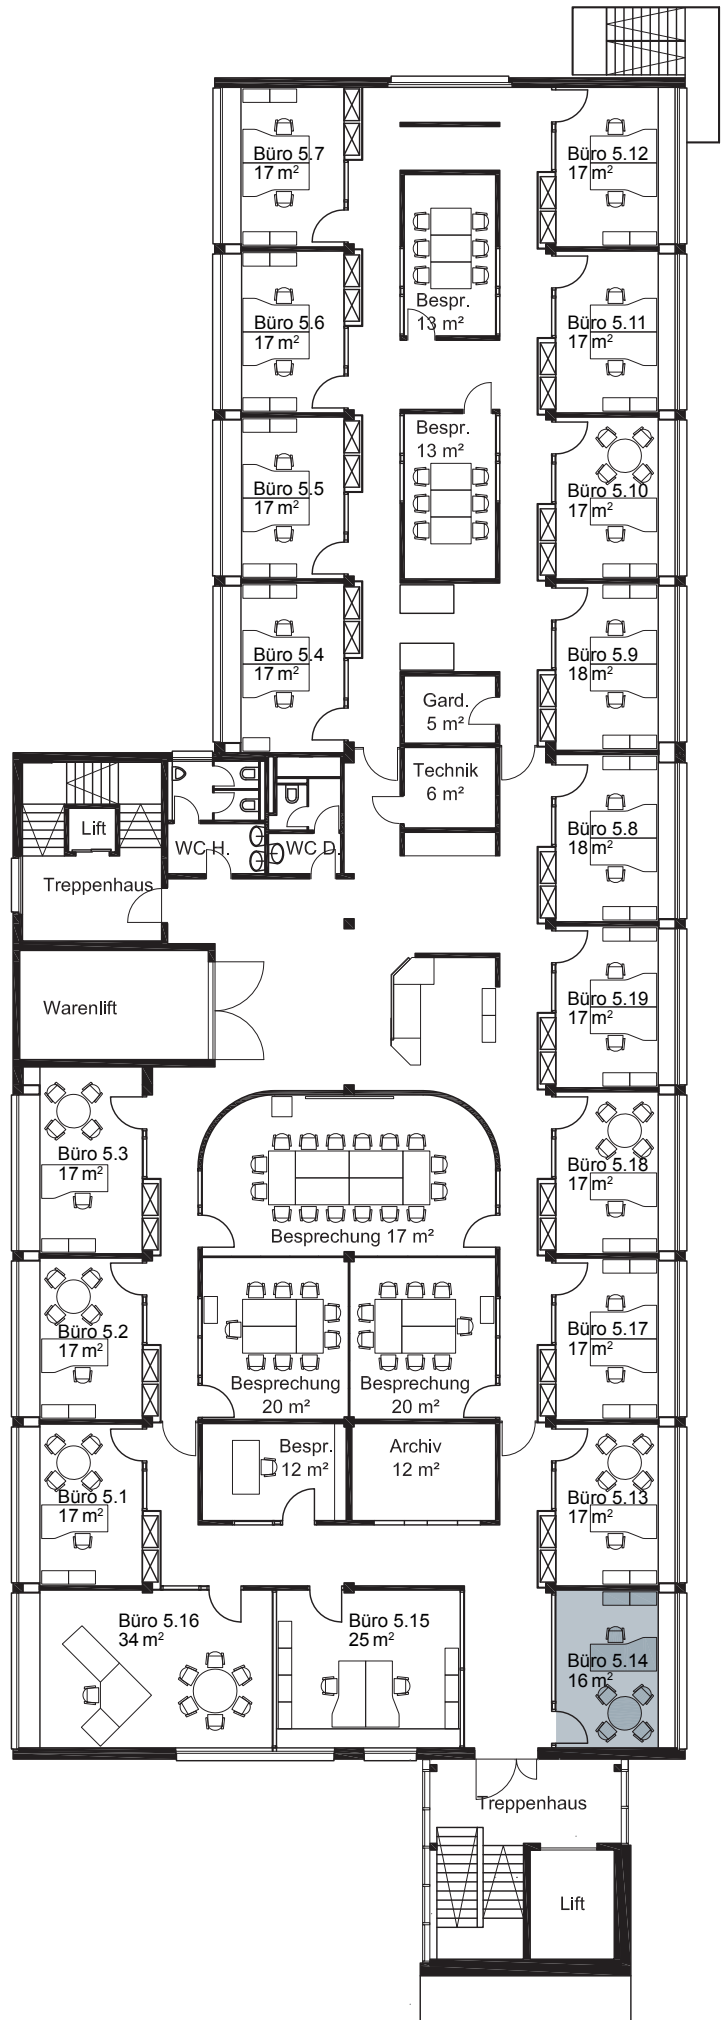 Büro 5.7
17 m²
Büro 5.12
17 m²
Bespr.
13 m²
Büro 5.6
17 m²
Büro 5.11
17 m²
Bespr.
13 m²
Büro 5.5
17 m²
Büro 5.10
17 m²
Büro 5.4
17 m²
Büro 5.9
18 m²
Gard.
5 m²
Technik
6 m²
Lift
WC H.
WC D.
Büro 5.8
18 m²
Treppenhaus
Warenlift
Büro 5.19
17 m²
Büro 5.3
17 m²
Büro 5.18
17 m²
Besprechung 17 m²
Büro 5.2
17 m²
Büro 5.17
17 m²
Besprechung
20 m²
Besprechung
20 m²
Bespr.
12 m²
Archiv
12 m²
Büro 5.1
17 m²
Büro 5.13
17 m²
Büro 5.16
34 m²
Büro 5.15
25 m²
Büro 5.14
16 m²
Treppenhaus
Lift